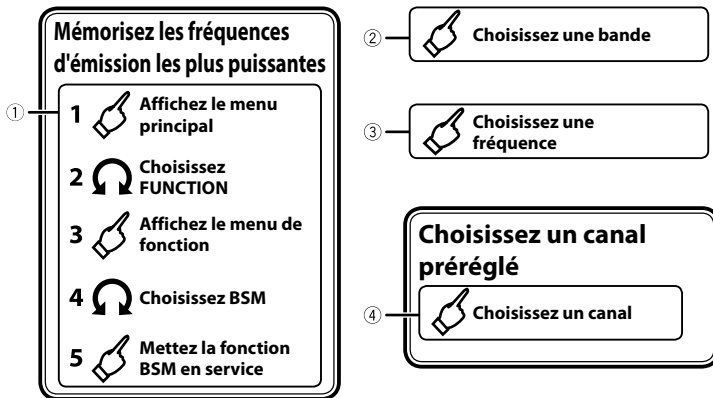 Mémorisez les fréquences
d'émission les plus puissantes
①
1 Affichez le menu
principal
2 Choisissez
FUNCTION
3 Affichez le menu de
fonction
4 Choisissez BSM
5 Mettez la fonction
BSM en service
② Choisissez une bande
③ Choisissez une
fréquence
Choisissez un canal
préréglé
④ Choisissez un canal